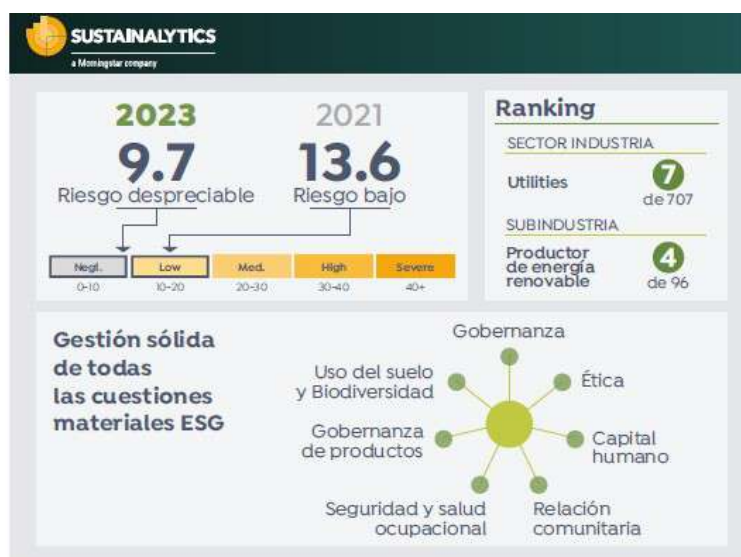 SUSTAINALYTICS
a Morningstar company
2023
9.7
Riesgo despreciable
2021
13.6
Riesgo bajo
Negl.
Low
Med.
High
Severe
0-10
10-20
20-30
30-40
40+
Ranking
SECTOR INDUSTRIA
Utilities
7
de 707
SUBINDUSTRIA
Productor
de energía
renovable
4
de 96
Gestión sólida
de todas
las cuestiones
materiales ESG
Gobernanza
Ética
Capital
humano
Relación
comunitaria
Seguridad y salud
ocupacional
Gobernanza
de productos
Uso del suelo
y Biodiversidad